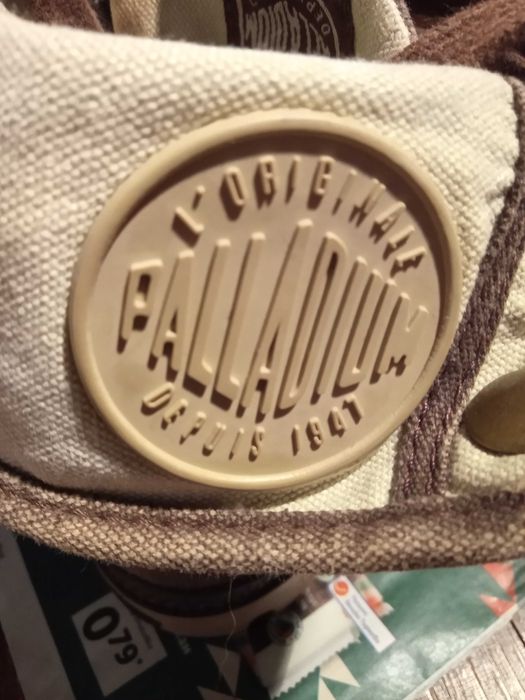 L'ORIGINALE
PALLADIUM
DEPUIS 1947
0.79*